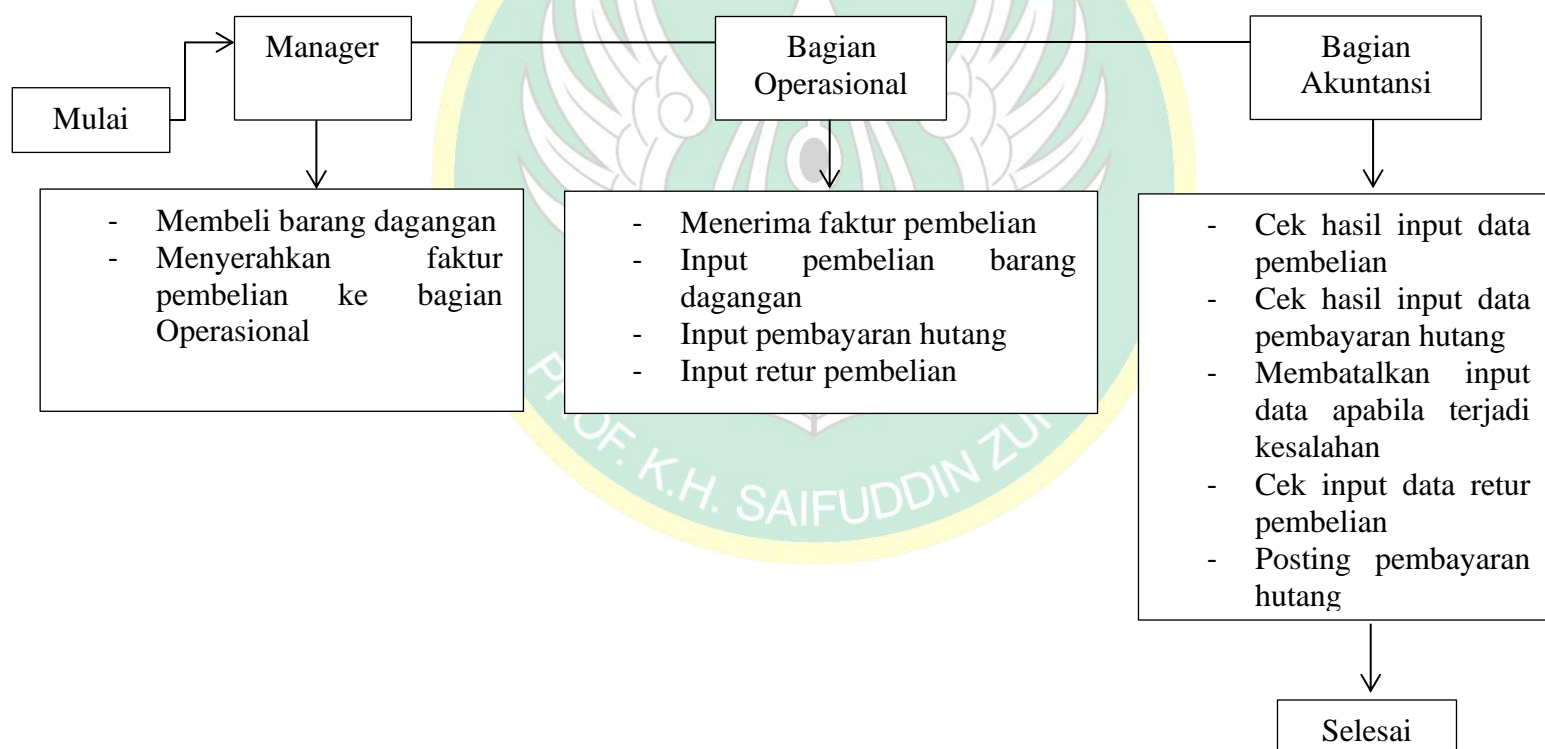 Mulai
Manager
Bagian
Operasional
Bagian
Akuntansi
- Membeli barang dagangan
- Menyerahkan faktur
pembelian ke bagian
Operasional
- Menerima faktur pembelian
- Input pembelian barang
dagangan
- Input pembayaran hutang
- Input retur pembelian
- Cek hasil input data
pembelian
- Cek hasil input data
pembayaran hutang
- Membatalkan input
data apabila terjadi
kesalahan
- Cek input data retur
pembelian
- Posting pembayaran
hutang
Selesai
PROF. K.H. SAIFUDDIN